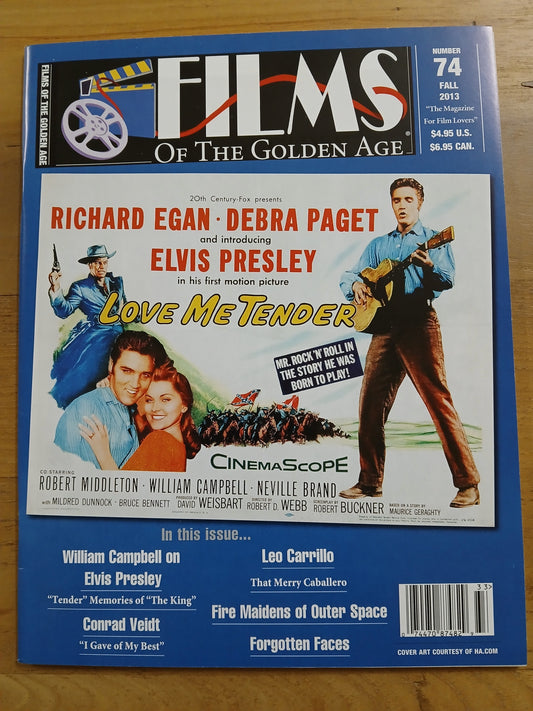 FILMS OF THE GOLDEN AGE
FILMS
OF THE GOLDEN AGE
NUMBER
74
FALL
2013
"The Magazine
For Film Lovers"
$4.95 U.S.
$6.95 CAN.
20th Century-Fox presents
RICHARD EGAN · DEBRA PAGET
and introducing
ELVIS PRESLEY
in his first motion picture
LOVE ME TENDER
MR. ROCK 'N' ROLL IN
THE STORY HE WAS
BORN TO PLAY!
CINEMASCOPE
CO-STARRING
ROBERT MIDDLETON · WILLIAM CAMPBELL · NEVILLE BRAND
with MILDRED DUNNOCK · BRUCE BENNETT PRODUCED BY DAVID WEISBART DIRECTED BY ROBERT D. WEBB SCREENPLAY BY ROBERT BUCKNER BASED ON A STORY BY MAURICE GERAGHTY
In this issue...
William Campbell on
Elvis Presley
"Tender" Memories of "The King"
Conrad Veidt
"I Gave of My Best"
Leo Carrillo
That Merry Caballero
Fire Maidens of Outer Space
Forgotten Faces
33
0 74470 87482
COVER ART COURTESY OF HA.COM